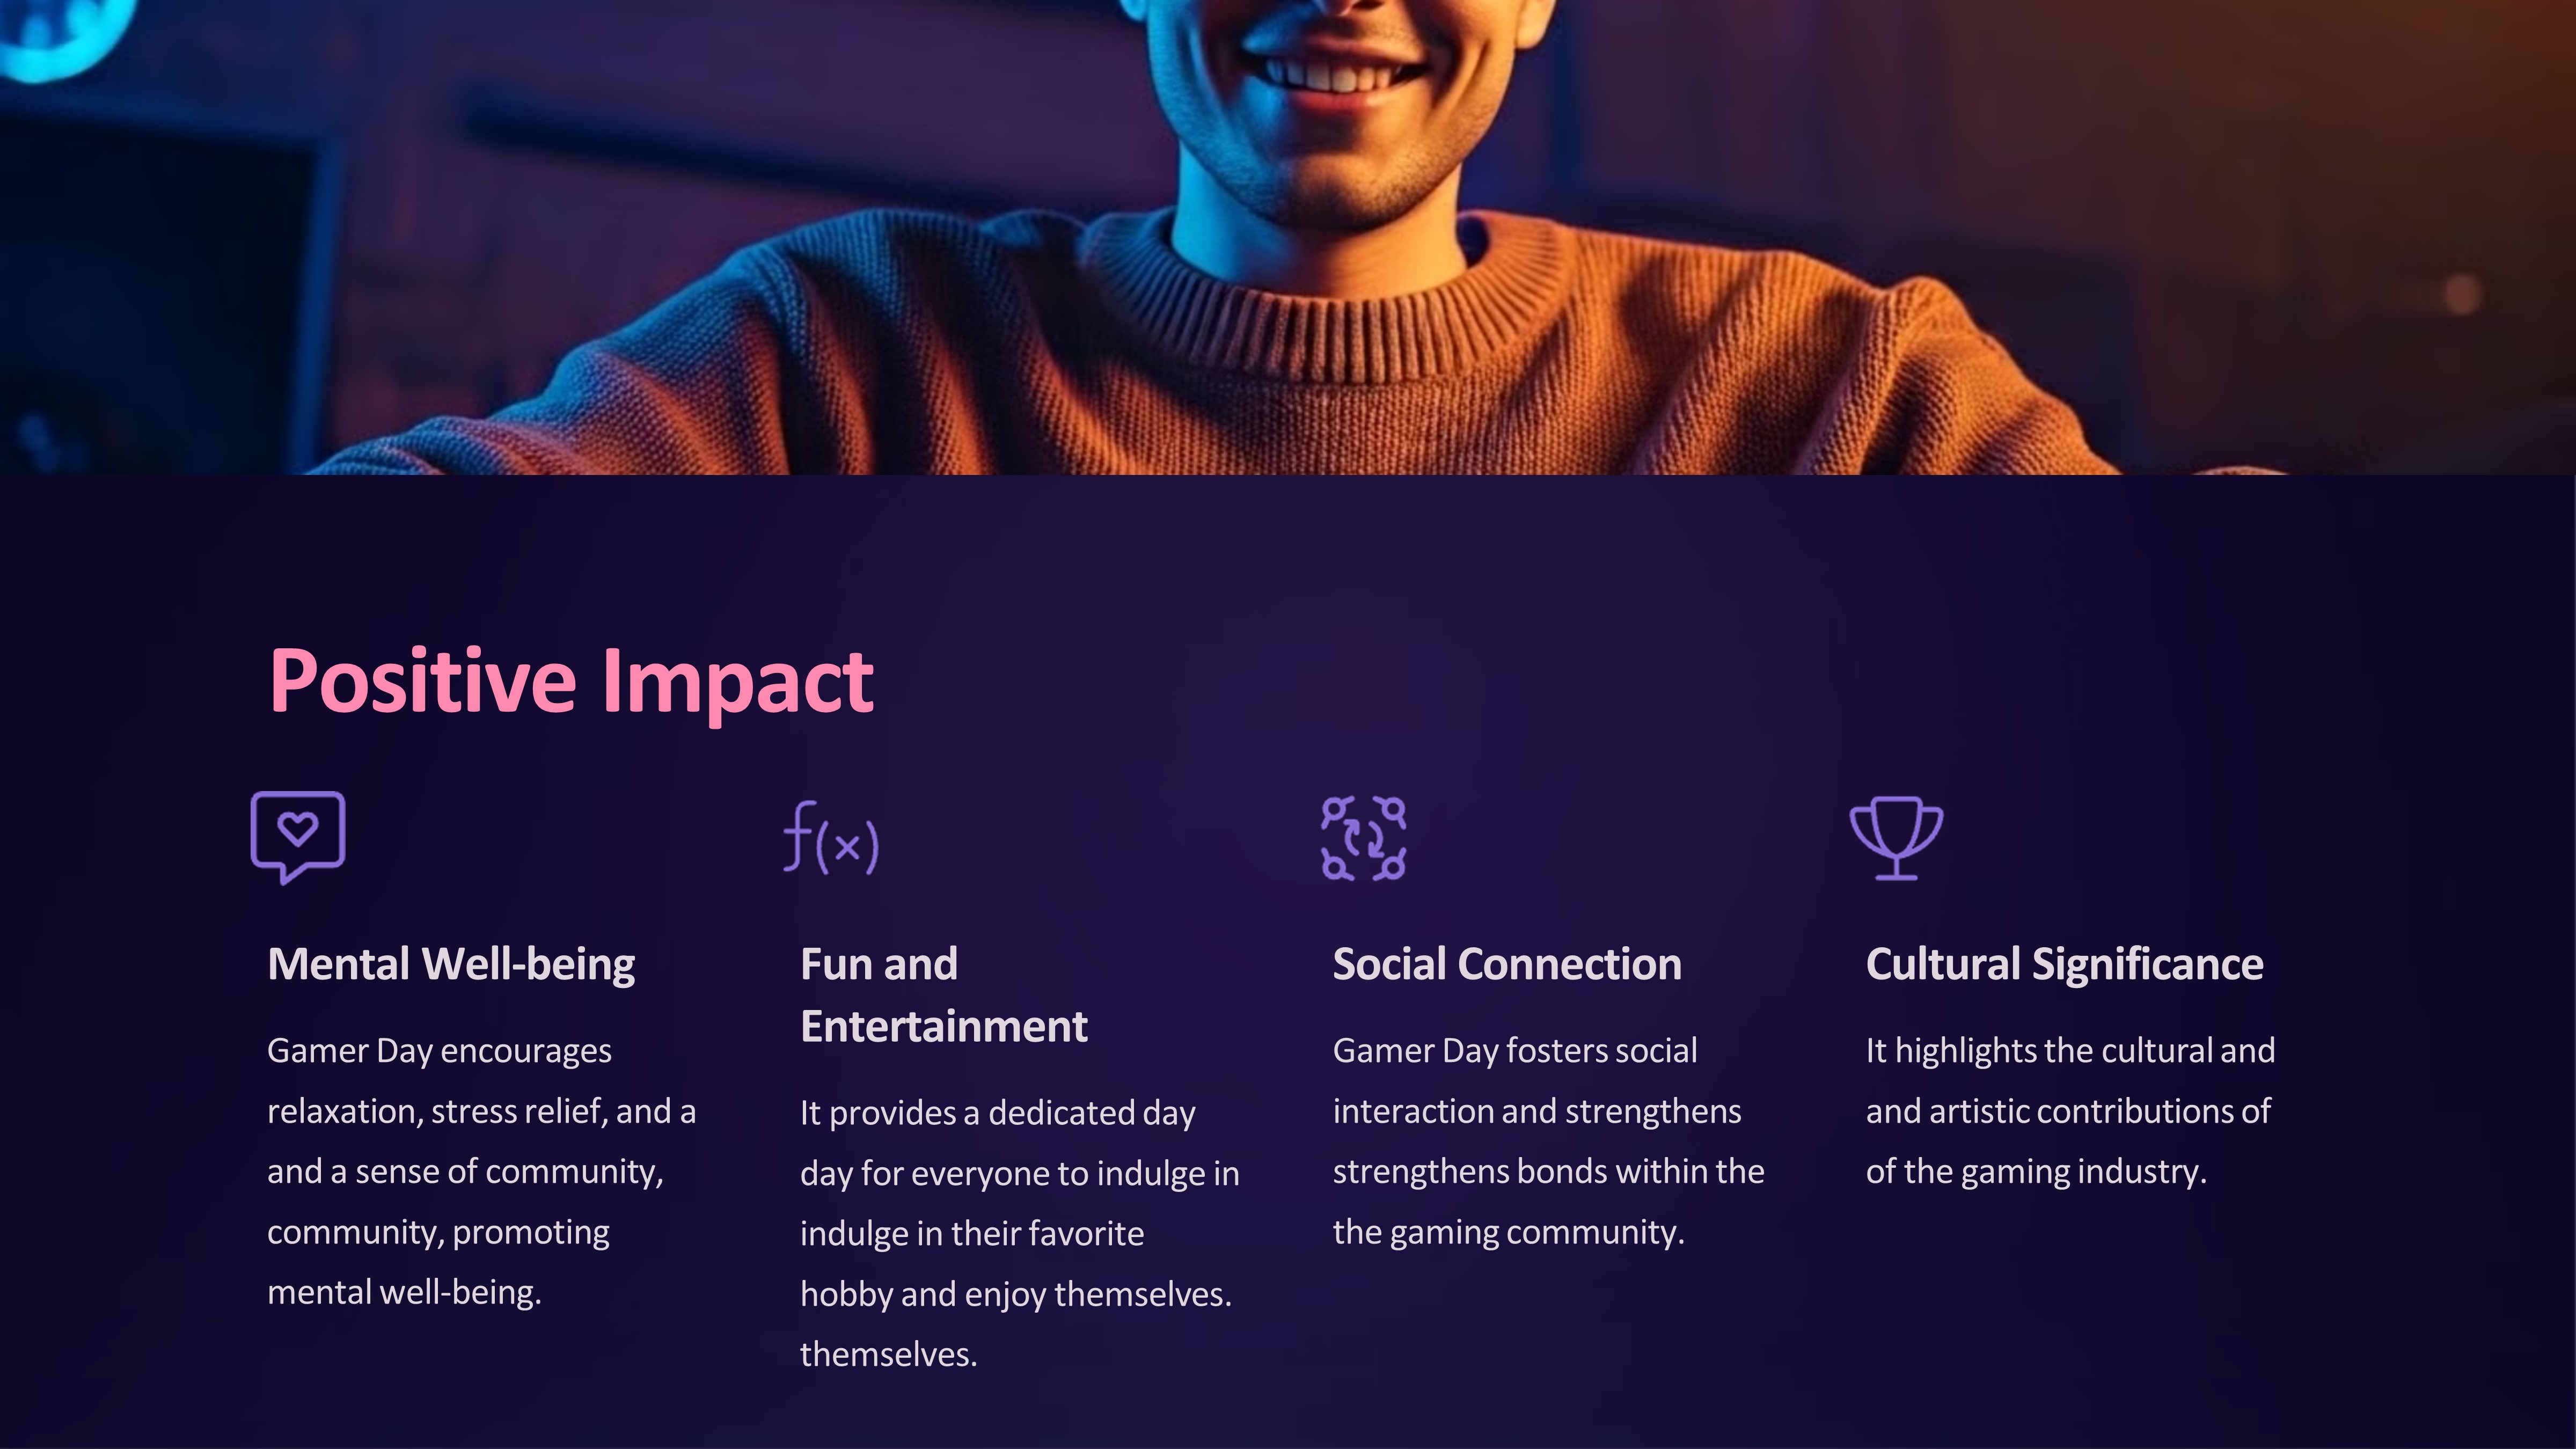 Positive Impact
f(x)
Mental Well-being
Gamer Day encourages
relaxation, stress relief, and a
and a sense of community,
community, promoting
mental well-being.
Fun and
Entertainment
It provides a dedicated day
day for everyone to indulge in
indulge in their favorite
hobby and enjoy themselves.
themselves.
Social Connection
Gamer Day fosters social
interaction and strengthens
strengthens bonds within the
the gaming community.
Cultural Significance
It highlights the cultural and
and artistic contributions of
of the gaming industry.